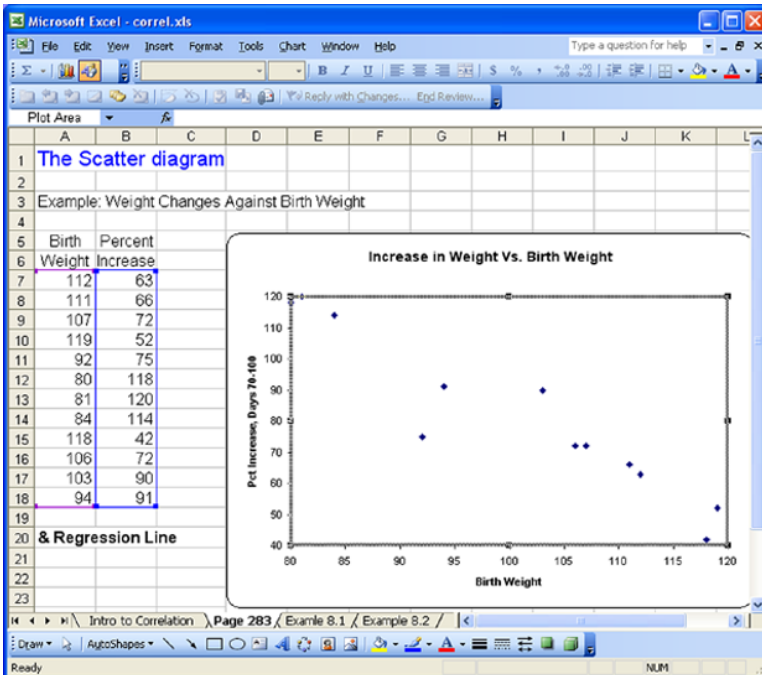 Microsoft Excel - correl.xls
File Edit View Insert Format Tools Chart Window Help Type a question for help
B I U $ % ,
Reply with Changes... End Review...
Plot Area fx
A B C D E F G H I J K L
1 The Scatter diagram
2
3 Example: Weight Changes Against Birth Weight
4
5 Birth Percent
6 Weight Increase
7 112 63
8 111 66
9 107 72
10 119 52
11 92 75
12 80 118
13 81 120
14 84 114
15 118 42
16 106 72
17 103 90
18 94 91
19
20 & Regression Line
21
22
23
Increase in Weight Vs. Birth Weight
Pct Increase, Days 70-100
120
110
100
90
80
70
60
50
40
80 85 90 95 100 105 110 115 120
Birth Weight
Intro to Correlation Page 283 Examle 8.1 Example 8.2
Draw AutoShapes
Ready NUM